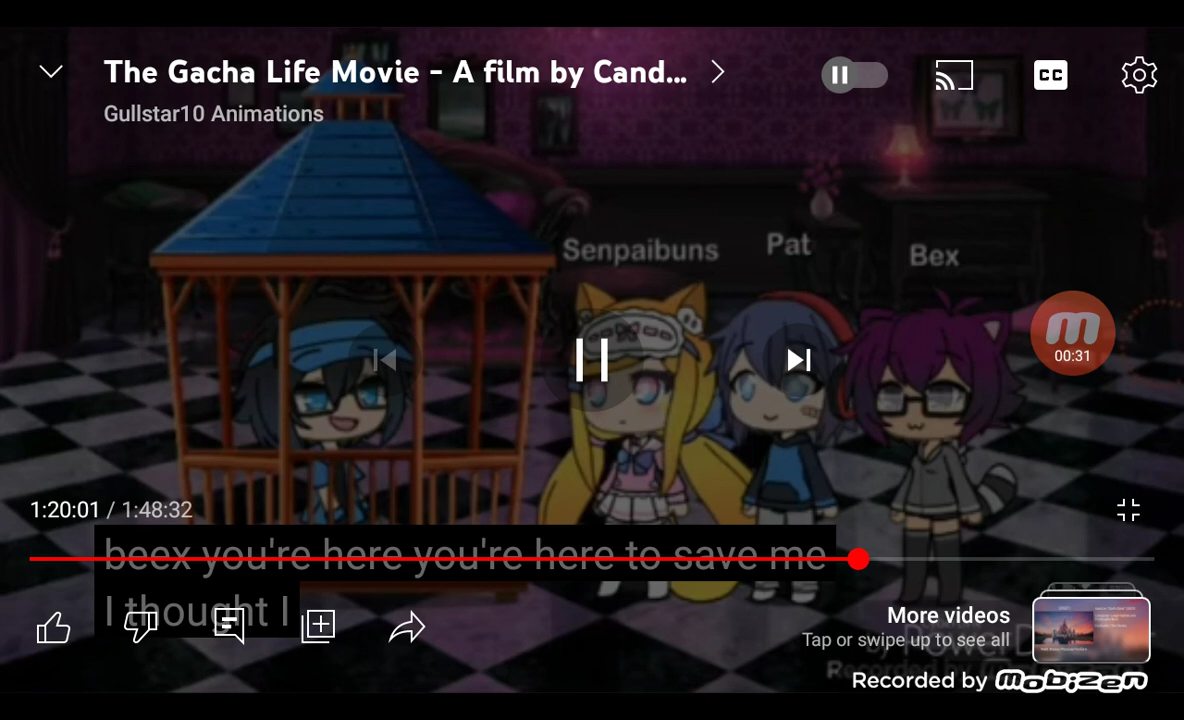 The Gacha Life Movie - A film by Cand...
Gullstar10 Animations
CC
Senpaibuns
Pat
Bex
00:31
1:20:01 / 1:48:32
beex you're here you're here to save me
I thought I
More videos
Tap or swipe up to see all
Recorded by mobizen